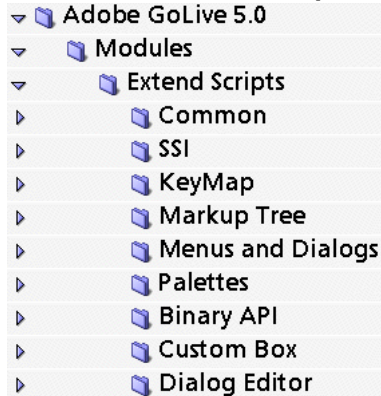 Adobe GoLive 5.0
Modules
Extend Scripts
Common
SSI
KeyMap
Markup Tree
Menus and Dialogs
Palettes
Binary API
Custom Box
Dialog Editor